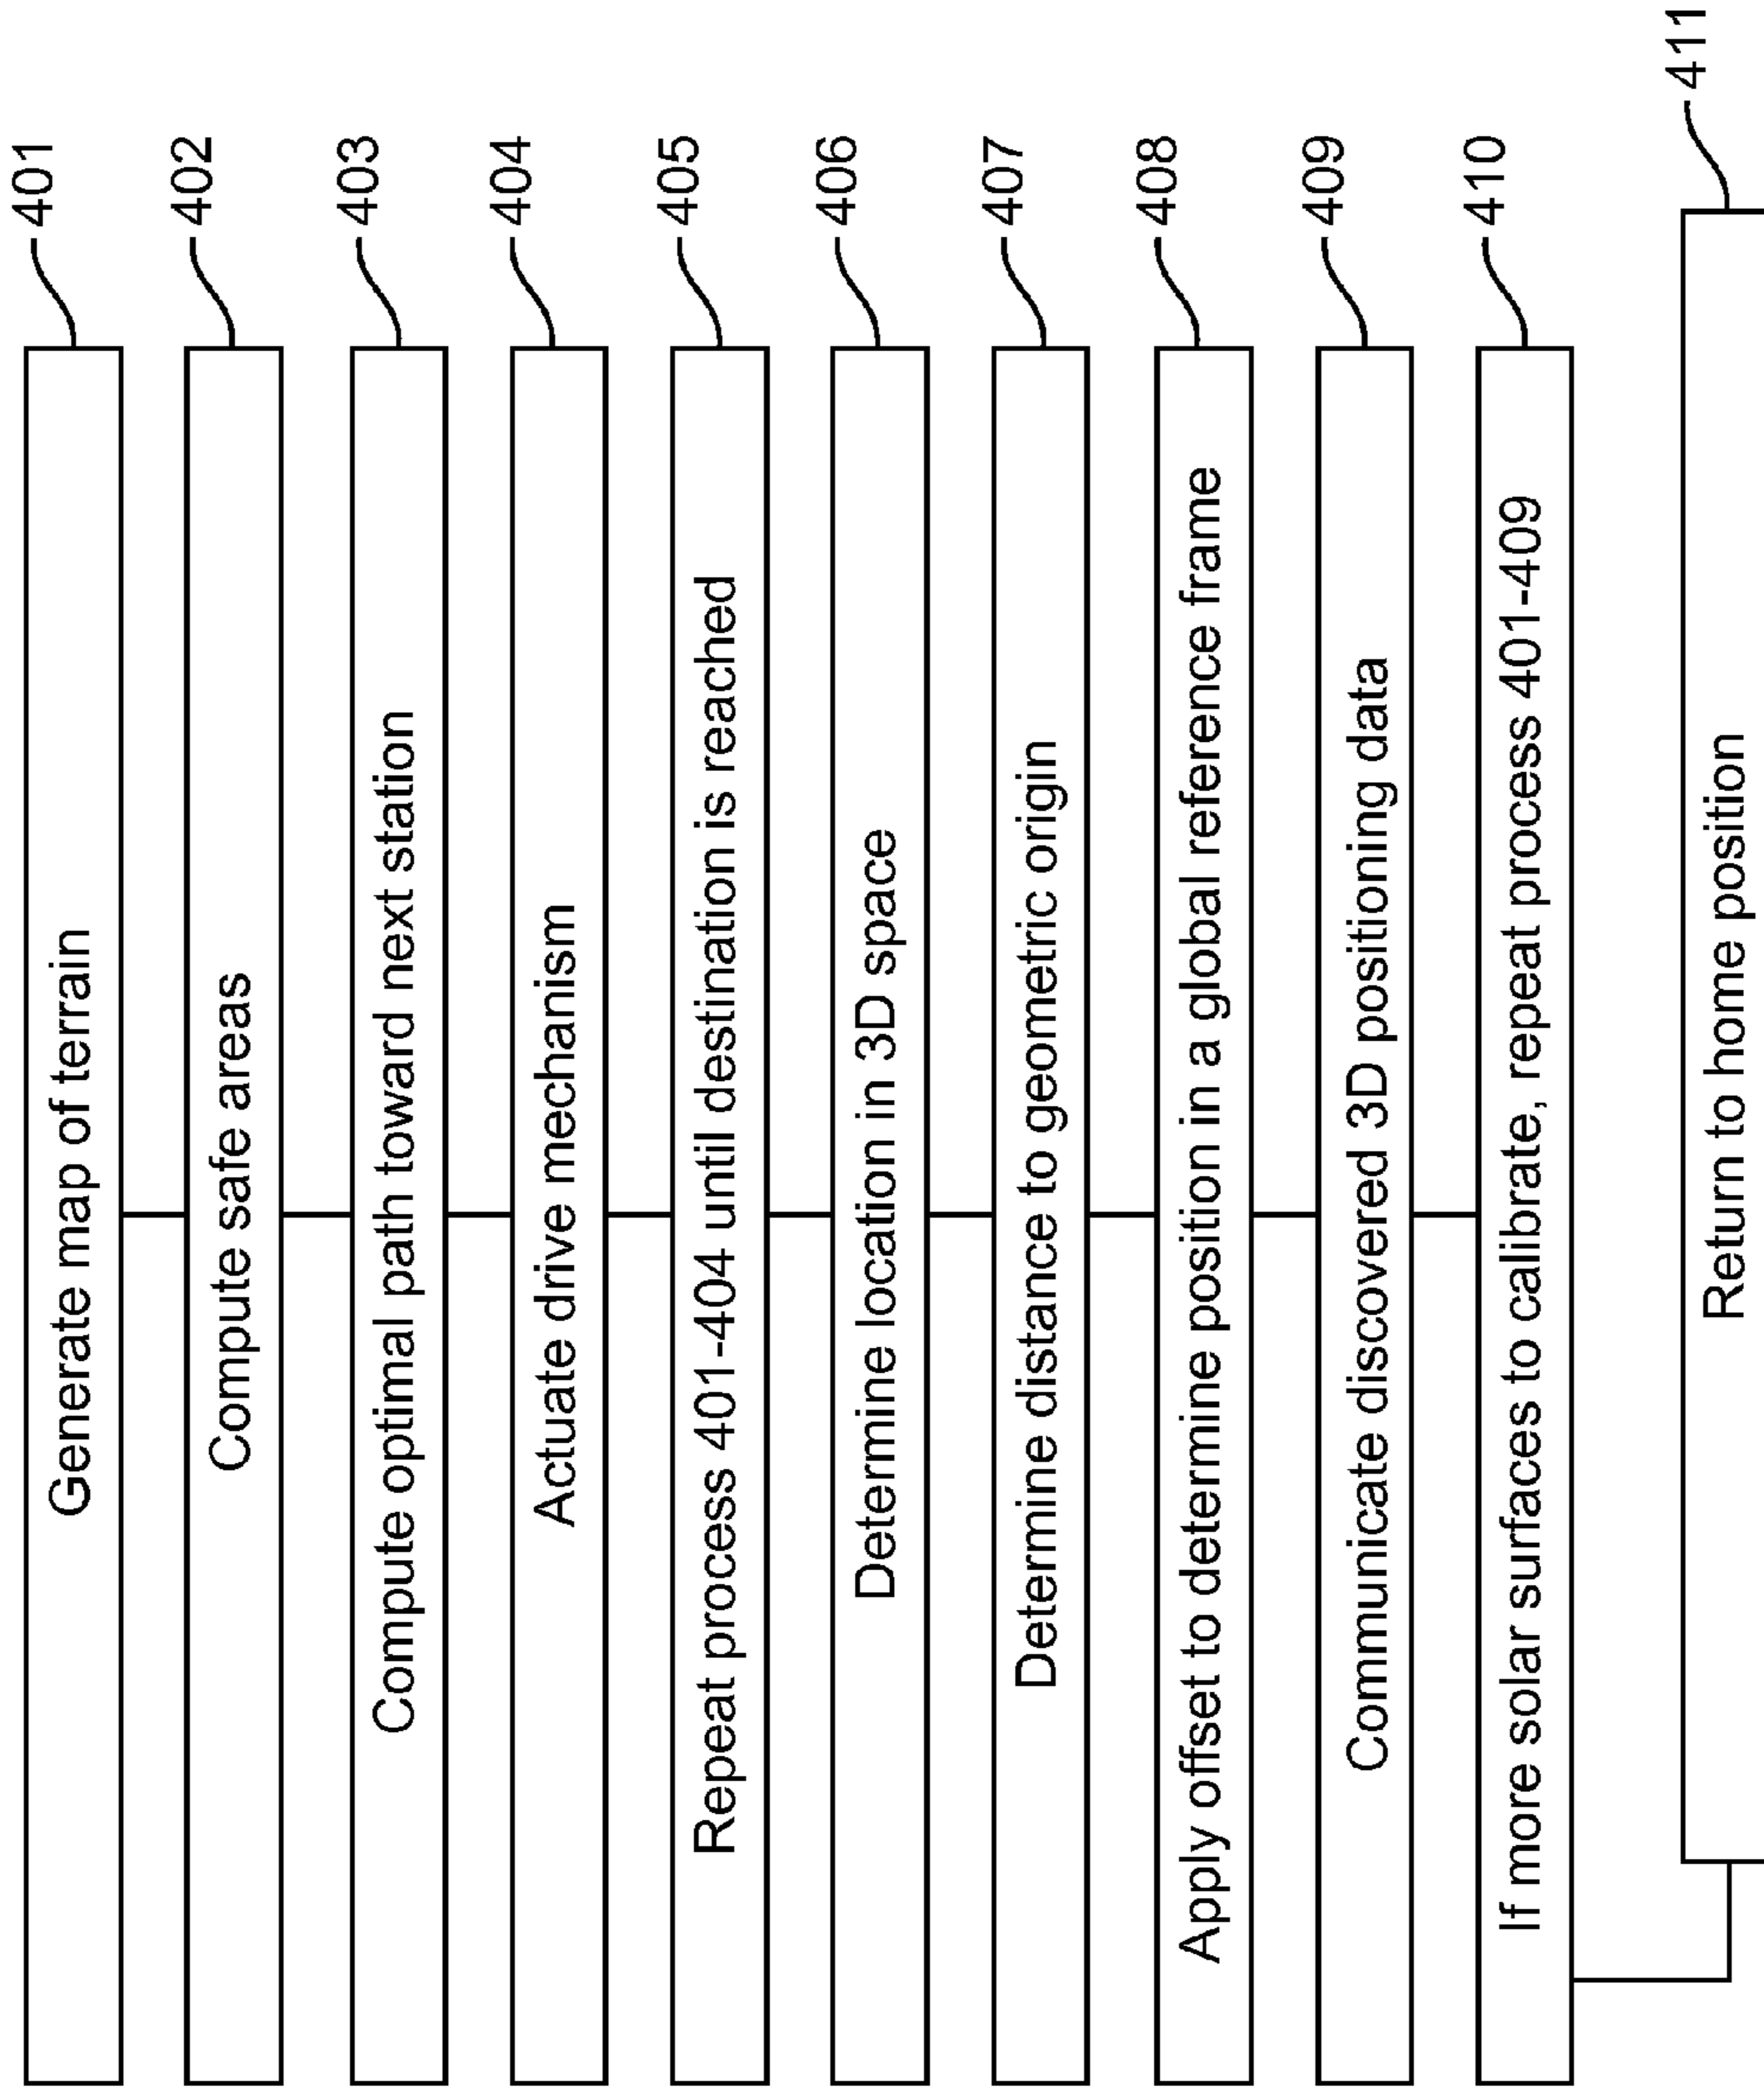 Generate map of terrain
401
Compute safe areas
402
Compute optimal path toward next station
403
Actuate drive mechanism
404
Repeat process 401-404 until destination is reached
405
Determine location in 3D space
406
Determine distance to geometric origin
407
Apply offset to determine position in a global reference frame
408
Communicate discovered 3D positioning data
409
If more solar surfaces to calibrate, repeat process 401-409
410
Return to home position
411